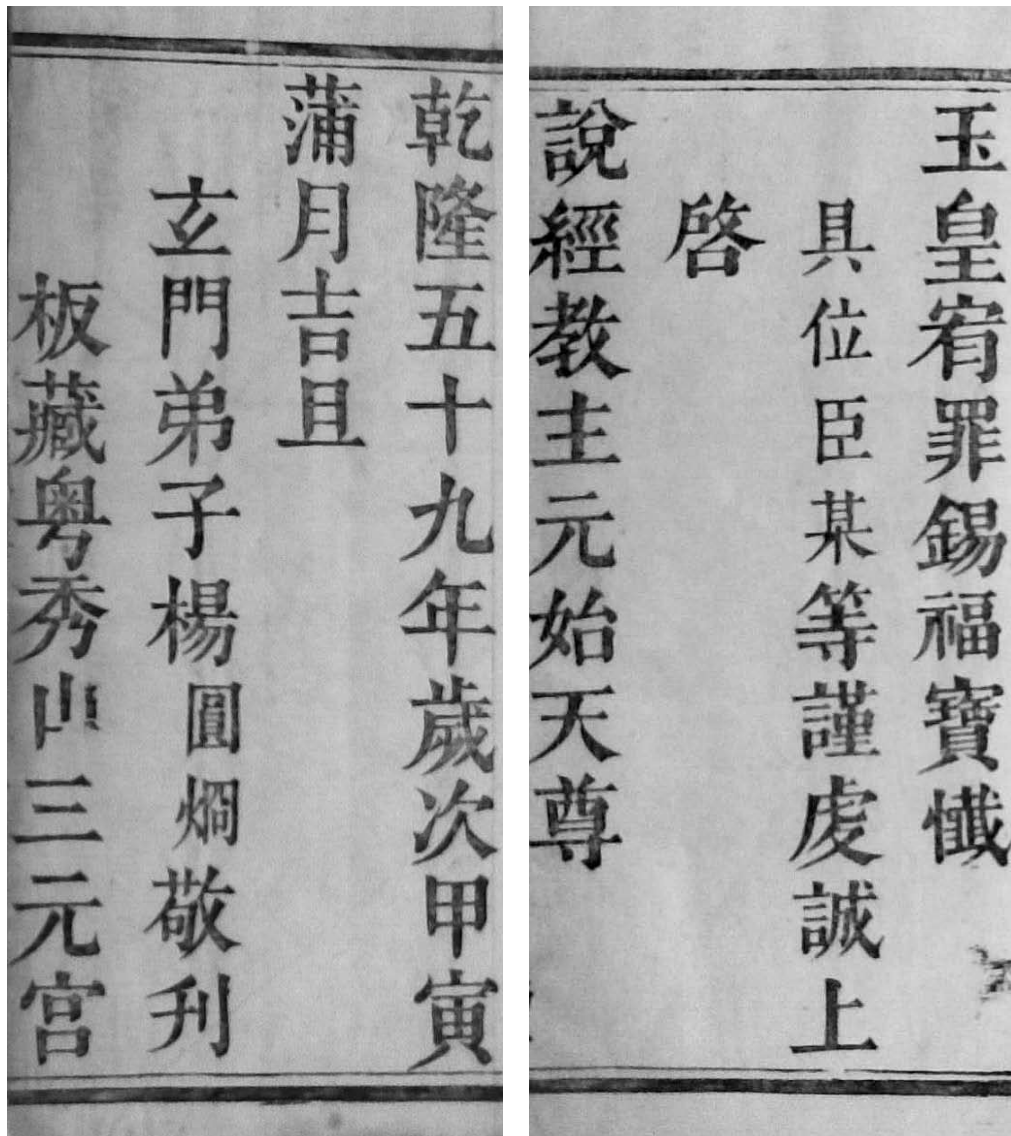 玉皇宥罪錫福寶懺
具位臣某等謹虔誠上
啓
說經教主元始天尊
乾隆五十九年歲次甲寅
蒲月吉旦
玄門弟子楊圓烱敬刋
板藏粤秀山三元宫